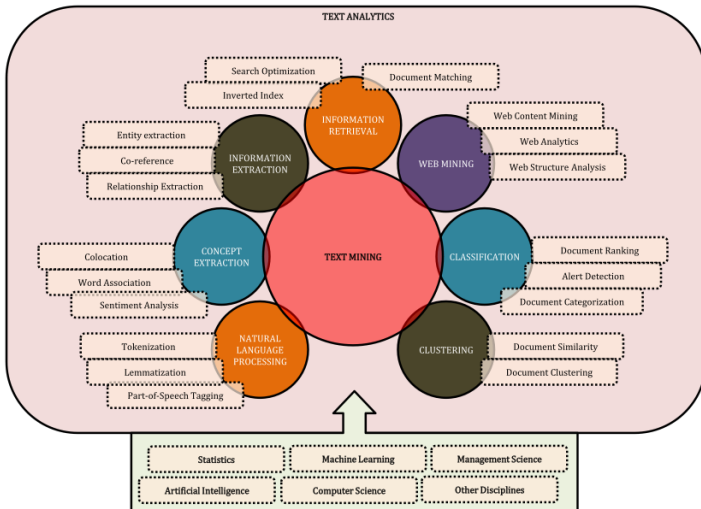 TEXT ANALYTICS
Search Optimization
Document Matching
Inverted Index
INFORMATION
RETRIEVAL
Web Content Mining
Web Analytics
Web Structure Analysis
WEB MINING
Entity extraction
Co-reference
Relationship Extraction
INFORMATION
EXTRACTION
TEXT MINING
Colocation
Word Association
Sentiment Analysis
CONCEPT
EXTRACTION
CLASSIFICATION
Document Ranking
Alert Detection
Document Categorization
Tokenization
Lemmatization
Part-of-Speech Tagging
NATURAL
LANGUAGE
PROCESSING
CLUSTERING
Document Similarity
Document Clustering
Statistics
Machine Learning
Management Science
Artificial Intelligence
Computer Science
Other Disciplines